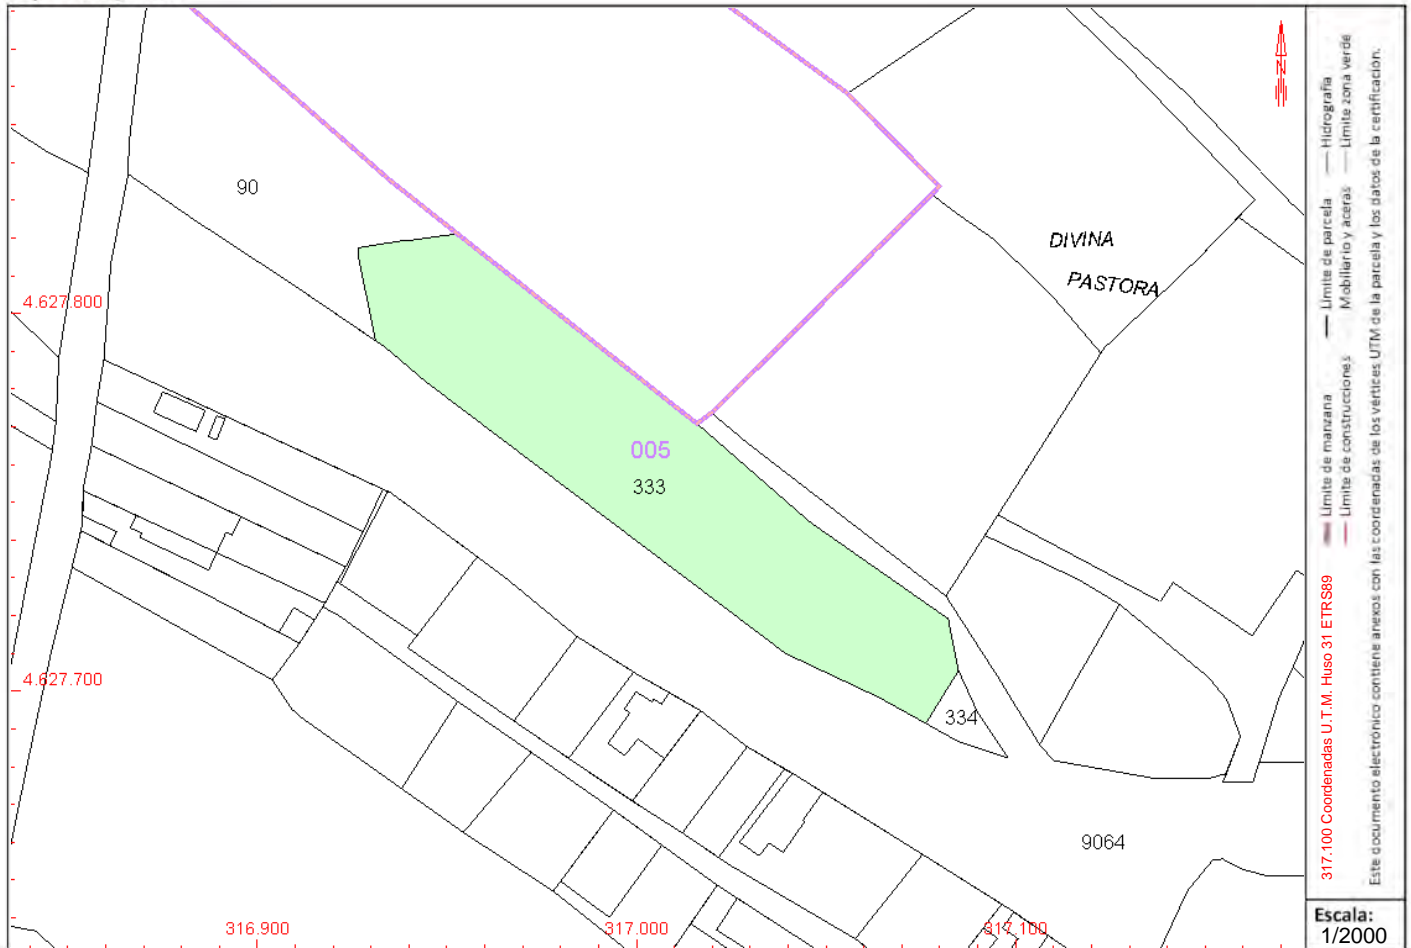 90
DIVINA
PASTORA
4.627.800
005
333
4.627.700
334
9064
316.900
317.000
317.100
N
Límite de manzana
Límite de parcela
Hidrografía
Límite de construcciones
Mobiliario y aceras
Límite zona verde
317.100 Coordenadas U.T.M. Huso 31 ETRS89
Este documento electrónico contiene anexos con las coordenadas de los vértices UTM de la parcela y los datos de la certificación.
Escala:
1/2000